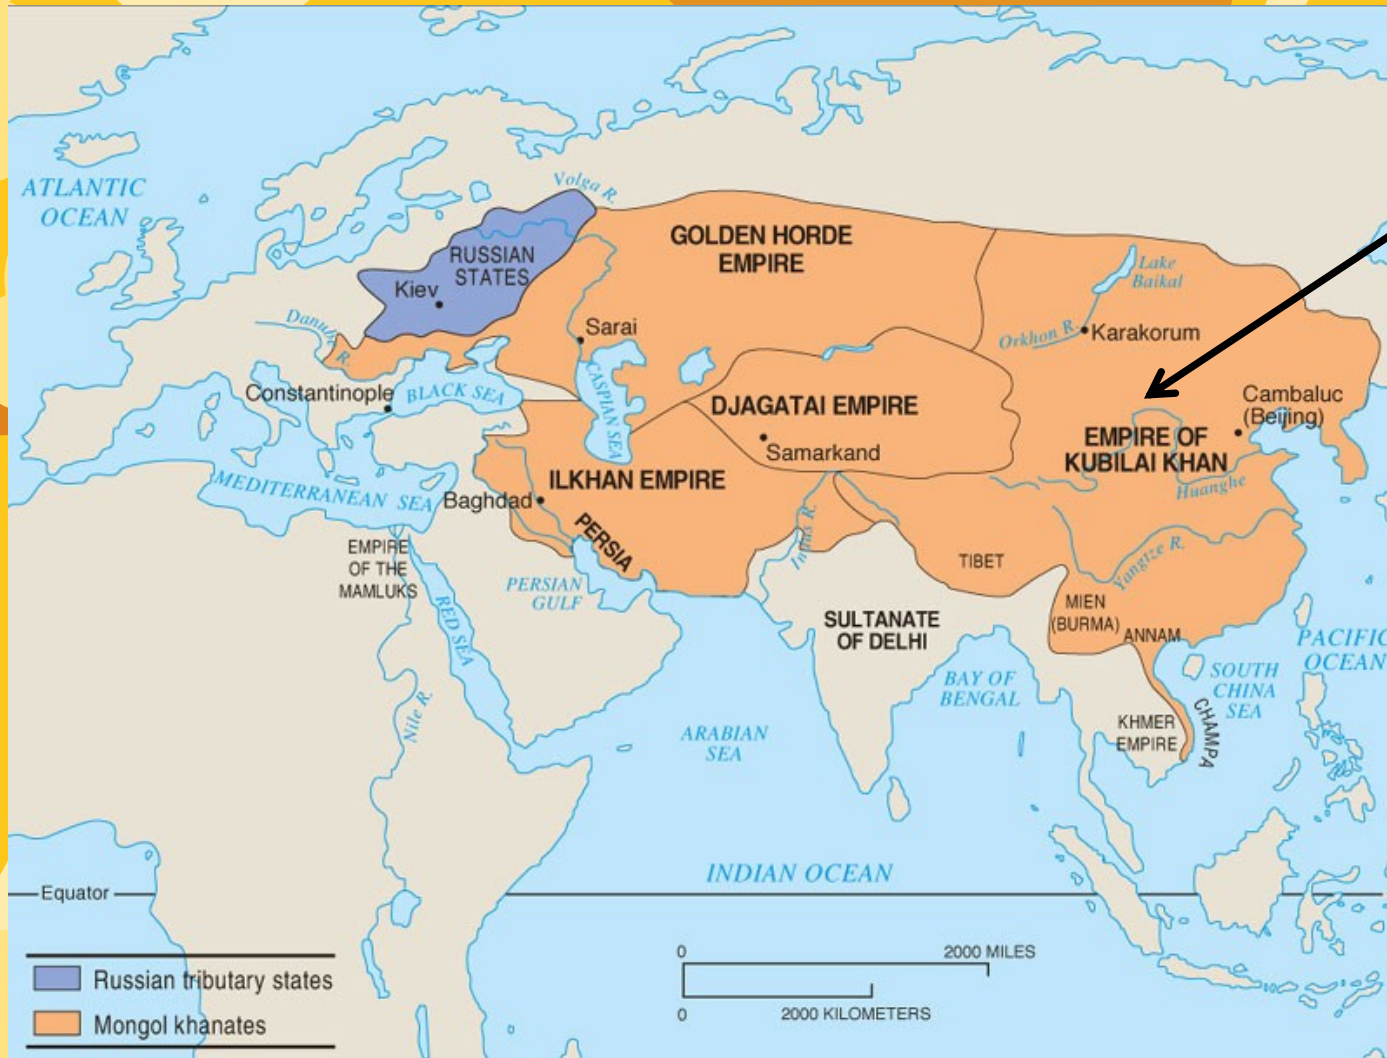 ATLANTIC
OCEAN
Volga R.
RUSSIAN
STATES
Kiev
GOLDEN HORDE
EMPIRE
Lake
Baikal
Orkhon R.
Karakorum
Danube R.
Sarai
Constantinople
BLACK SEA
CASPIAN SEA
DJAGATAI EMPIRE
Samarkand
Cambaluc
(Beijing)
EMPIRE OF
KUBILAI KHAN
Huanghe
MEDITERRANEAN SEA
Baghdad
ILKHAN EMPIRE
PERSIA
Indus R.
EMPIRE
OF THE
MAMLUKS
RED SEA
PERSIAN
GULF
TIBET
Yangtze R.
MIEN
(BURMA)
ANNAM
SULTANATE
OF DELHI
PACIFIC
OCEAN
SOUTH
CHINA
SEA
BAY OF
BENGAL
Nile R.
ARABIAN
SEA
KHMER
EMPIRE
CHAMPA
INDIAN OCEAN
Equator
0
2000 MILES
0
2000 KILOMETERS
Russian tributary states
Mongol khanates